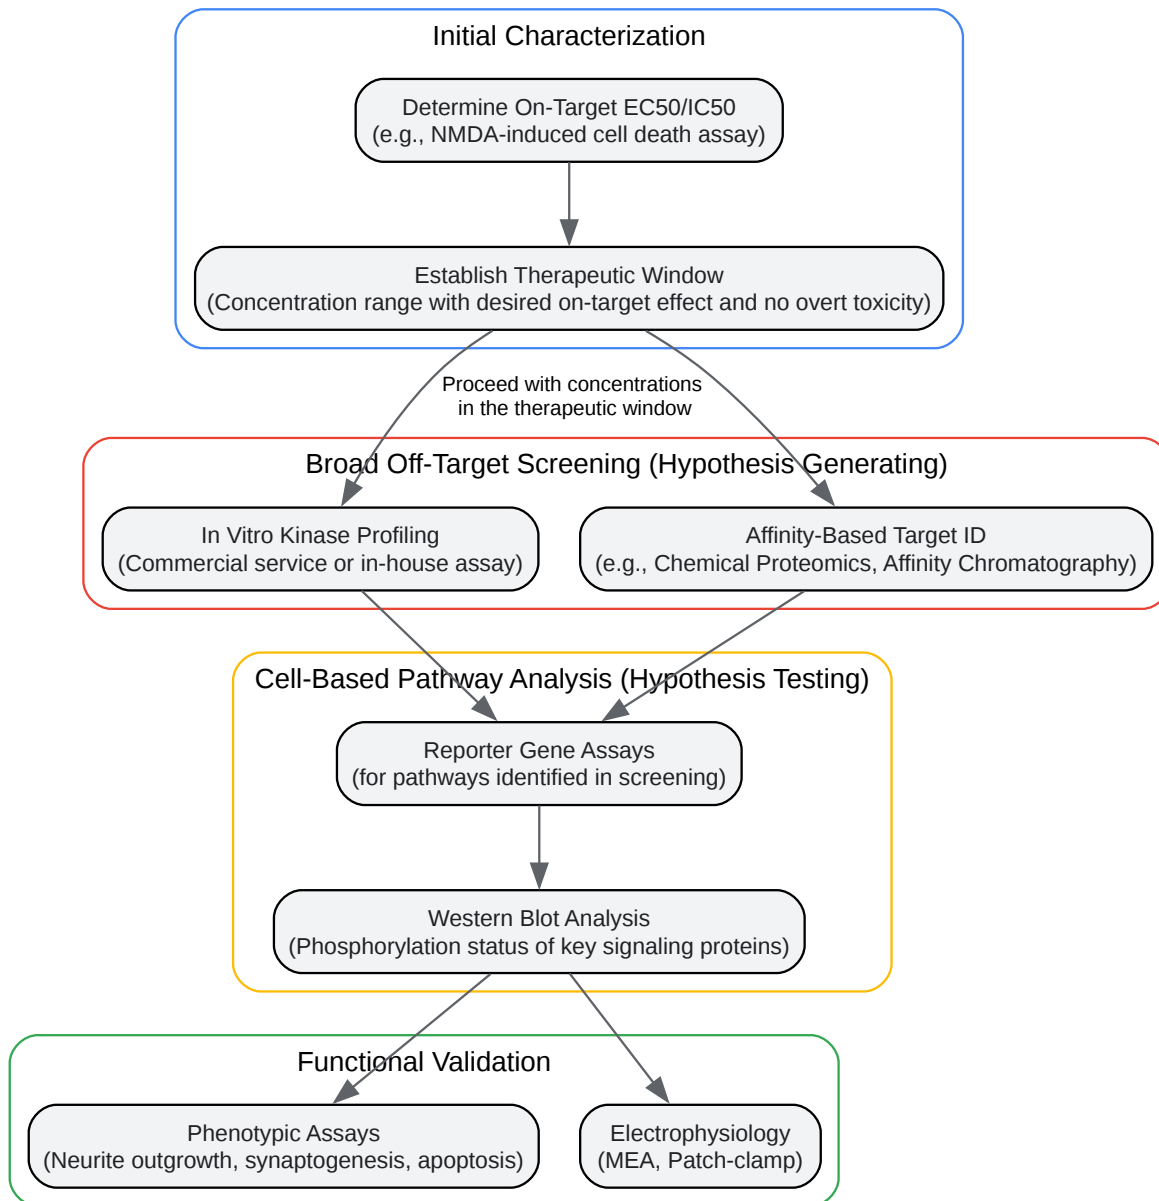 Initial Characterization
Determine On-Target EC50/IC50
(e.g., NMDA-induced cell death assay)
Establish Therapeutic Window
(Concentration range with desired on-target effect and no overt toxicity)
Proceed with concentrations
in the therapeutic window
Broad Off-Target Screening (Hypothesis Generating)
In Vitro Kinase Profiling
(Commercial service or in-house assay)
Affinity-Based Target ID
(e.g., Chemical Proteomics, Affinity Chromatography)
Cell-Based Pathway Analysis (Hypothesis Testing)
Reporter Gene Assays
(for pathways identified in screening)
Western Blot Analysis
(Phosphorylation status of key signaling proteins)
Functional Validation
Phenotypic Assays
(Neurite outgrowth, synaptogenesis, apoptosis)
Electrophysiology
(MEA, Patch-clamp)